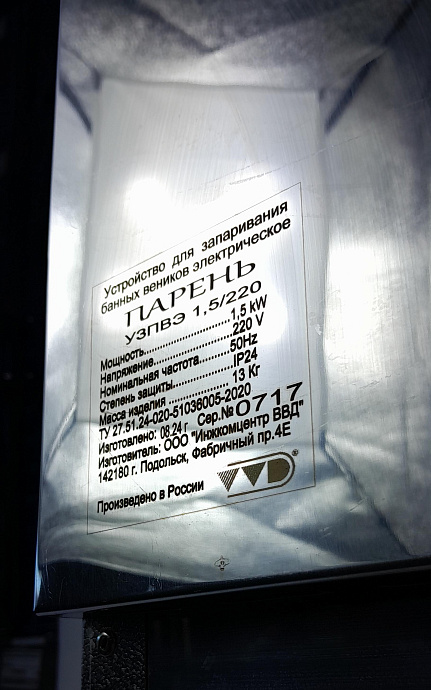 Устройство для запаривания
банных веников электрическое
ПАРЕНЬ
УЗПВЭ 1,5/220
Мощность.......................1,5 kW
Напряжение.......................220 V
Номинальная частота........50Hz
Степень защиты...............IP24
Масса изделия ................. 13 Кг
ТУ 27.51.24-020-51036005-2020
Изготовлено: 08.24 г Сер.№0717
Изготовитель: ООО "Инжкомцентр ВВД"
142180 г. Подольск, Фабричный пр.4Е
Произведено в России VVD®